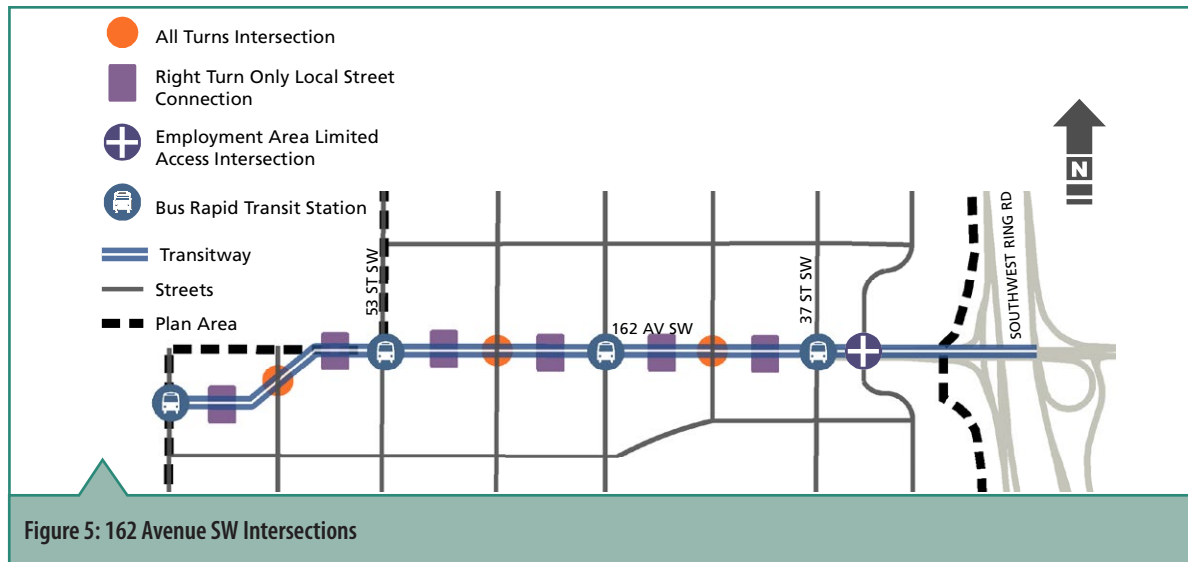 All Turns Intersection
Right Turn Only Local Street
Connection
Employment Area Limited
Access Intersection
Bus Rapid Transit Station
Transitway
Streets
Plan Area
N
53 ST SW
162 AV SW
37 ST SW
SOUTHWEST RING RD
Figure 5: 162 Avenue SW Intersections